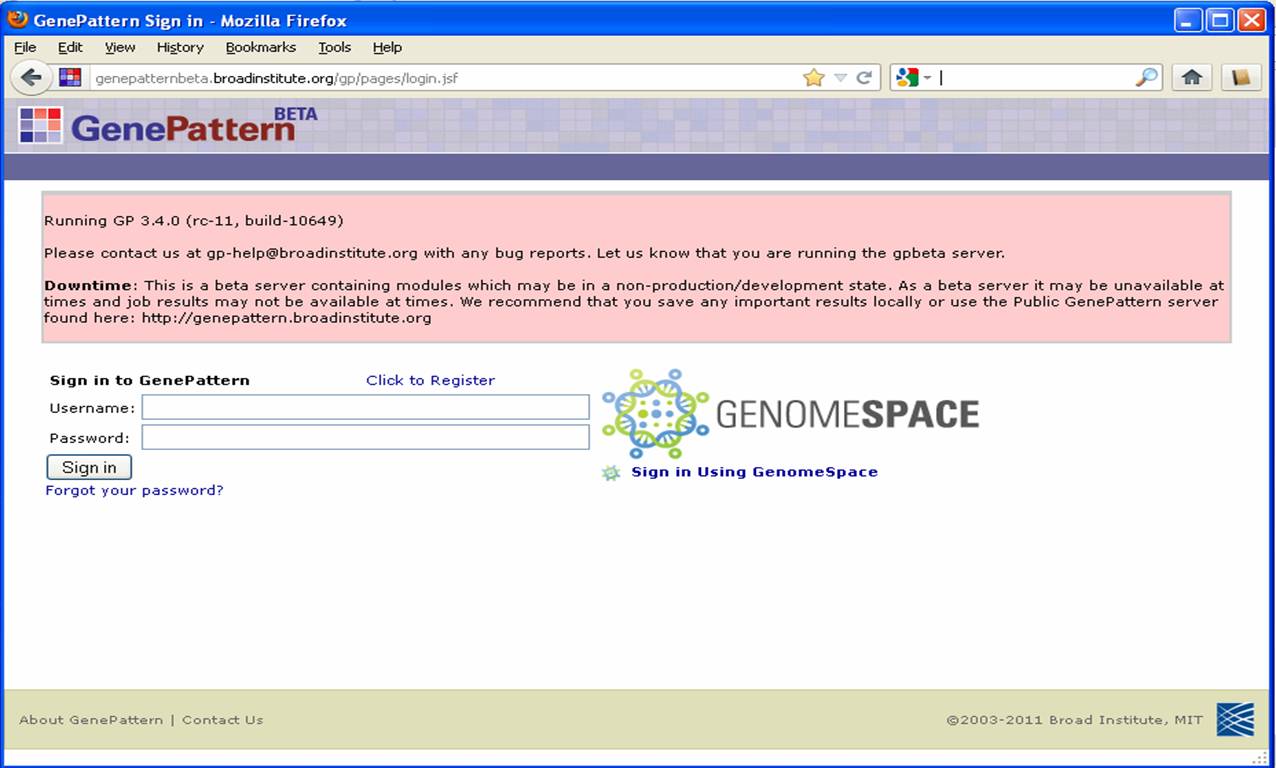 GenePattern Sign in - Mozilla Firefox
File Edit View History Bookmarks Tools Help
genepatternbeta.broadinstitute.org/gp/pages/login.jsf
GenePattern BETA
Running GP 3.4.0 (rc-11, build-10649)
Please contact us at gp-help@broadinstitute.org with any bug reports. Let us know that you are running the gpbeta server.
Downtime: This is a beta server containing modules which may be in a non-production/development state. As a beta server it may be unavailable at
times and job results may not be available at times. We recommend that you save any important results locally or use the Public GenePattern server
found here: http://genepattern.broadinstitute.org
Sign in to GenePattern Click to Register
Username:
Password:
Sign in
Forgot your password?
GENOMESPACE
Sign in Using GenomeSpace
About GenePattern | Contact Us
©2003-2011 Broad Institute, MIT